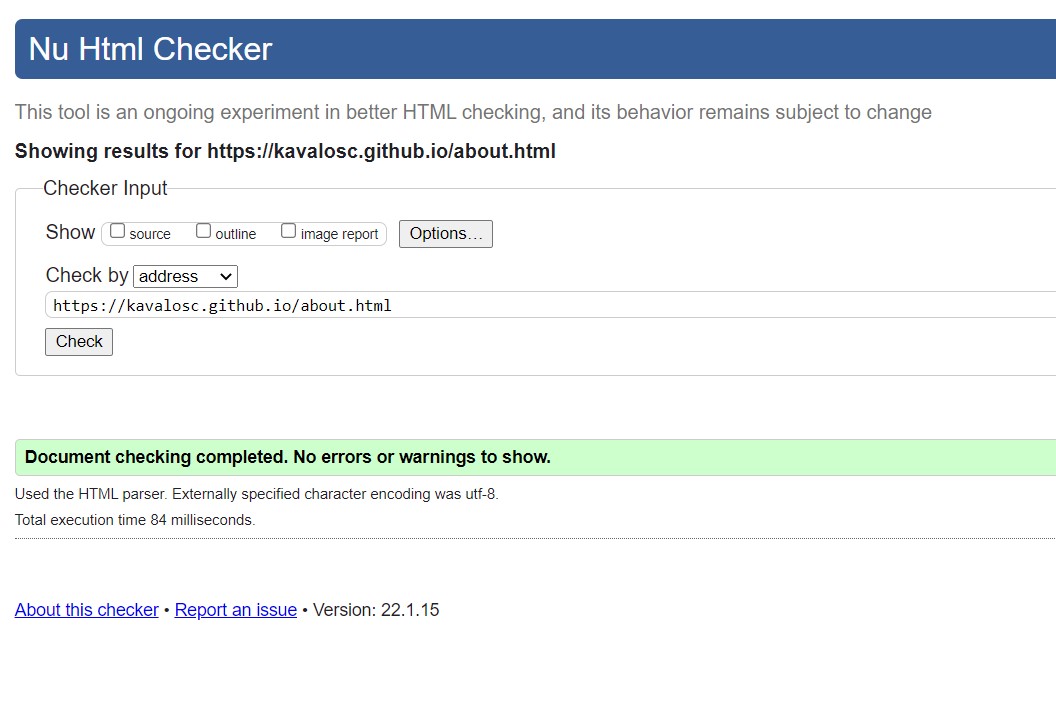 Nu Html Checker
This tool is an ongoing experiment in better HTML checking, and its behavior remains subject to change
Showing results for https://kavalosc.github.io/about.html
Checker Input
Show source outline image report Options...
Check by address
https://kavalosc.github.io/about.html
Check
Document checking completed. No errors or warnings to show.
Used the HTML parser. Externally specified character encoding was utf-8.
Total execution time 84 milliseconds.
About this checker • Report an issue • Version: 22.1.15